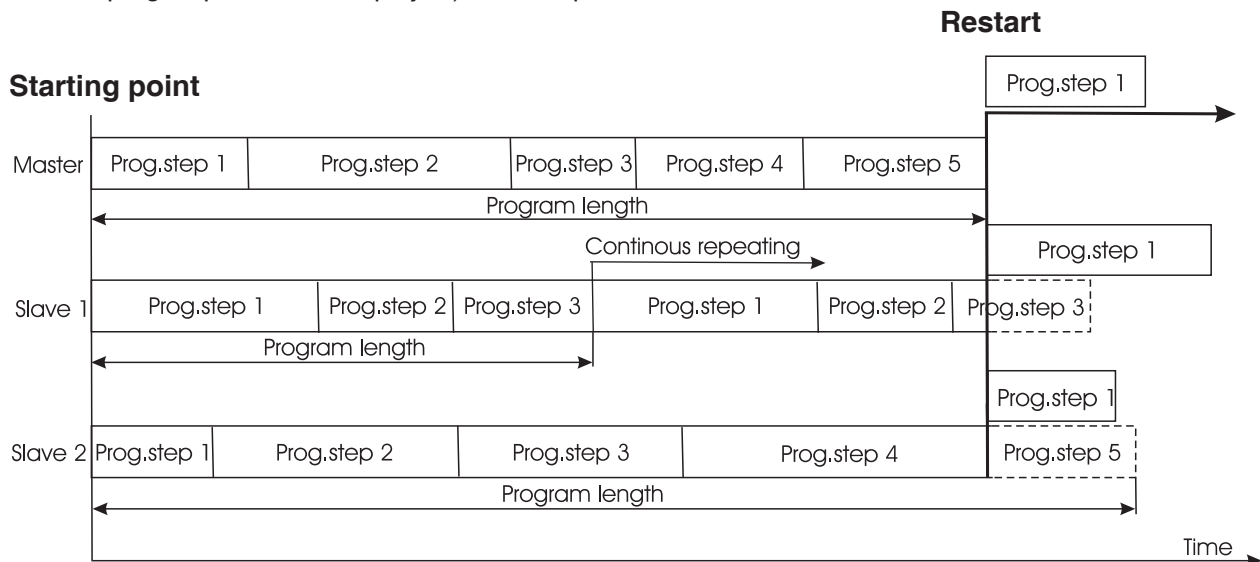 Restart
Prog.step 1
Starting point
Master Prog.step 1 Prog.step 2 Prog.step 3 Prog.step 4 Prog.step 5
Program length
Continous repeating
Prog.step 1
Slave 1 Prog.step 1 Prog.step 2 Prog.step 3 Prog.step 1 Prog.step 2 Prog.step 3
Program length
Prog.step 1
Slave 2 Prog.step 1 Prog.step 2 Prog.step 3 Prog.step 4 Prog.step 5
Program length
Time